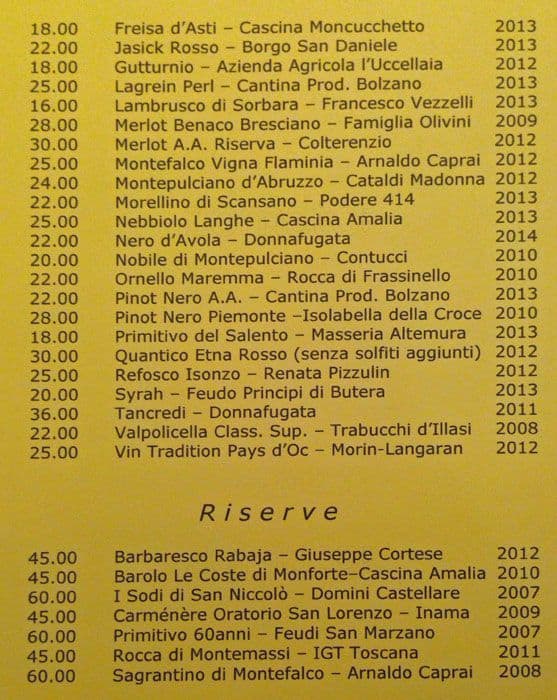 18.00 Freisa d'Asti – Cascina Moncucchetto 2013
22.00 Jasick Rosso – Borgo San Daniele 2013
18.00 Gutturnio – Azienda Agricola l'Uccellaia 2012
25.00 Lagrein Perl – Cantina Prod. Bolzano 2013
16.00 Lambrusco di Sorbara – Francesco Vezzelli 2013
28.00 Merlot Benaco Bresciano – Famiglia Olivini 2009
30.00 Merlot A.A. Riserva – Colterenzio 2012
25.00 Montefalco Vigna Flaminia – Arnaldo Caprai 2012
24.00 Montepulciano d'Abruzzo – Cataldi Madonna 2012
22.00 Morellino di Scansano – Podere 414 2013
25.00 Nebbiolo Langhe – Cascina Amalia 2013
22.00 Nero d'Avola – Donnafugata 2014
20.00 Nobile di Montepulciano – Contucci 2010
22.00 Ornello Maremma – Rocca di Frassinello 2010
22.00 Pinot Nero A.A. – Cantina Prod. Bolzano 2013
28.00 Pinot Nero Piemonte –Isolabella della Croce 2010
18.00 Primitivo del Salento – Masseria Altemura 2013
30.00 Quantico Etna Rosso (senza solfiti aggiunti) 2012
25.00 Refosco Isonzo – Renata Pizzulin 2012
20.00 Syrah – Feudo Principi di Butera 2013
36.00 Tancredi – Donnafugata 2011
22.00 Valpolicella Class. Sup. – Trabucchi d'Illasi 2008
25.00 Vin Tradition Pays d'Oc – Morin-Langaran 2012
Riserve
45.00 Barbaresco Rabaja – Giuseppe Cortese 2012
45.00 Barolo Le Coste di Monforte–Cascina Amalia 2010
60.00 I Sodi di San Niccolò – Domini Castellare 2007
45.00 Carménére Oratorio San Lorenzo – Inama 2009
60.00 Primitivo 60anni – Feudi San Marzano 2007
45.00 Rocca di Montemassi – IGT Toscana 2011
60.00 Sagrantino di Montefalco – Arnaldo Caprai 2008